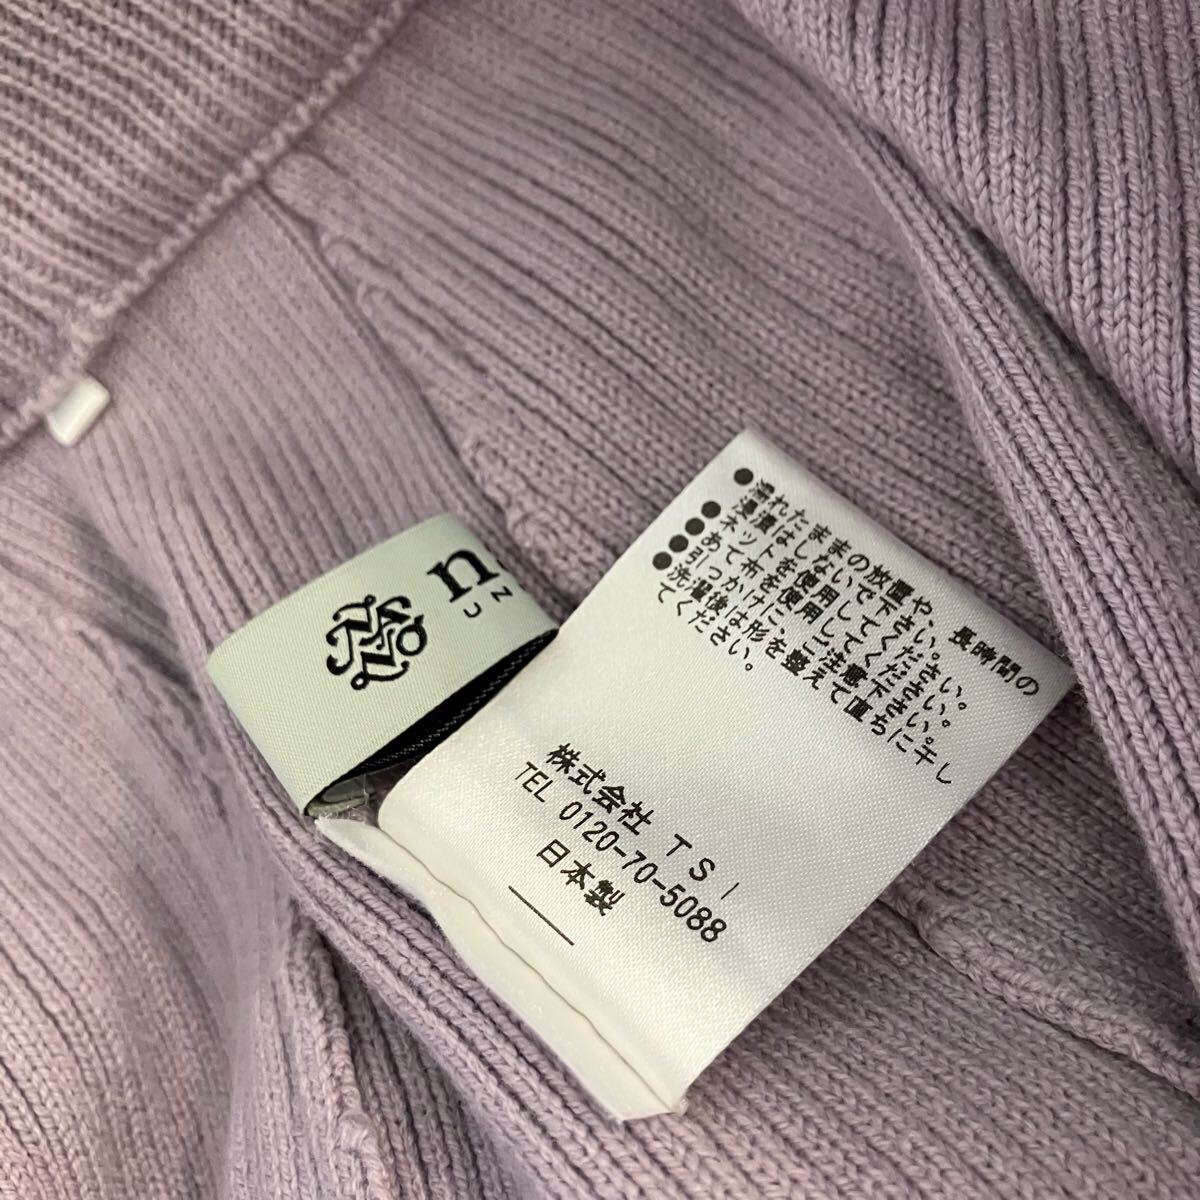 n
●濡れたままの放置や、長時間の
浸漬はしないで下さい。
●ネットを使用してください。
●あて布を使用してください。
●引っかけにご注意下さい。
●洗濯後は形を整えて直ちに干し
てください。
株式会社 TSI
TEL 0120-70-5088
日本製